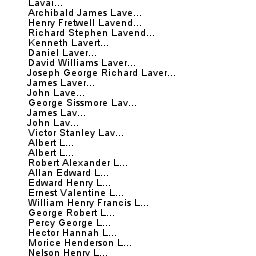 Lavai...
Archibald James Lave...
Henry Fretwell Lavend...
Richard Stephen Lavend...
Kenneth Lavert...
Daniel Laver...
David Williams Laver...
Joseph George Richard Laver...
James Laver...
John Lave...
George Sissmore Lav...
James Lav...
John Lav...
Victor Stanley Lav...
Albert L...
Albert L...
Robert Alexander L...
Allan Edward L...
Edward Henry L...
Ernest Valentine L...
William Henry Francis L...
George Robert L...
Percy George L...
Hector Hannah L...
Morice Henderson L...
Nelson Henry L...